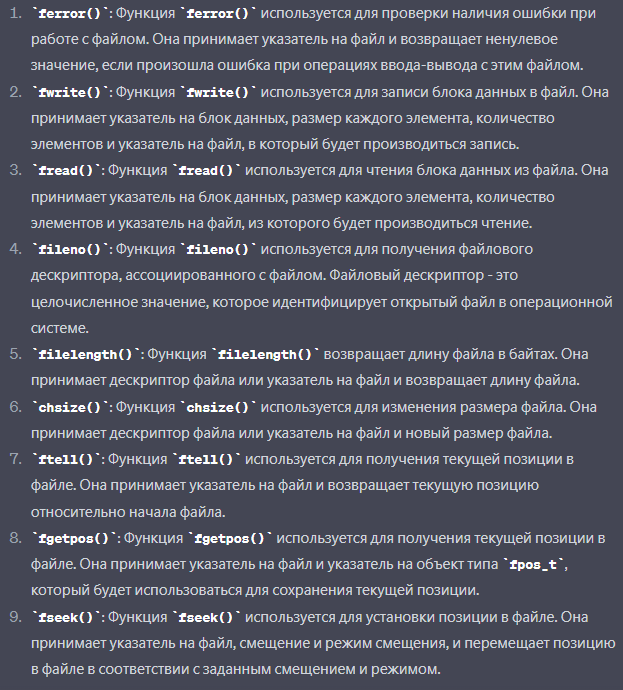 1. `ferror()`: Функция `ferror()` используется для проверки наличия ошибки при
работе с файлом. Она принимает указатель на файл и возвращает ненулевое
значение, если произошла ошибка при операциях ввода-вывода с этим файлом.
2. `fwrite()`: Функция `fwrite()` используется для записи блока данных в файл. Она
принимает указатель на блок данных, размер каждого элемента, количество
элементов и указатель на файл, в который будет производиться запись.
3. `fread()`: Функция `fread()` используется для чтения блока данных из файла. Она
принимает указатель на блок данных, размер каждого элемента, количество
элементов и указатель на файл, из которого будет производиться чтение.
4. `fileno()`: Функция `fileno()` используется для получения файлового
дескриптора, ассоциированного с файлом. Файловый дескриптор - это
целочисленное значение, которое идентифицирует открытый файл в операционной
системе.
5. `filelength()`: Функция `filelength()` возвращает длину файла в байтах. Она
принимает дескриптор файла или указатель на файл и возвращает длину файла.
6. `chsize()`: Функция `chsize()` используется для изменения размера файла. Она
принимает дескриптор файла или указатель на файл и новый размер файла.
7. `ftell()`: Функция `ftell()` используется для получения текущей позиции в
файле. Она принимает указатель на файл и возвращает текущую позицию
относительно начала файла.
8. `fgetpos()`: Функция `fgetpos()` используется для получения текущей позиции в
файле. Она принимает указатель на файл и указатель на объект типа `fpos_t`,
который будет использоваться для сохранения текущей позиции.
9. `fseek()`: Функция `fseek()` используется для установки позиции в файле. Она
принимает указатель на файл, смещение и режим смещения, и перемещает позицию
в файле в соответствии с заданным смещением и режимом.